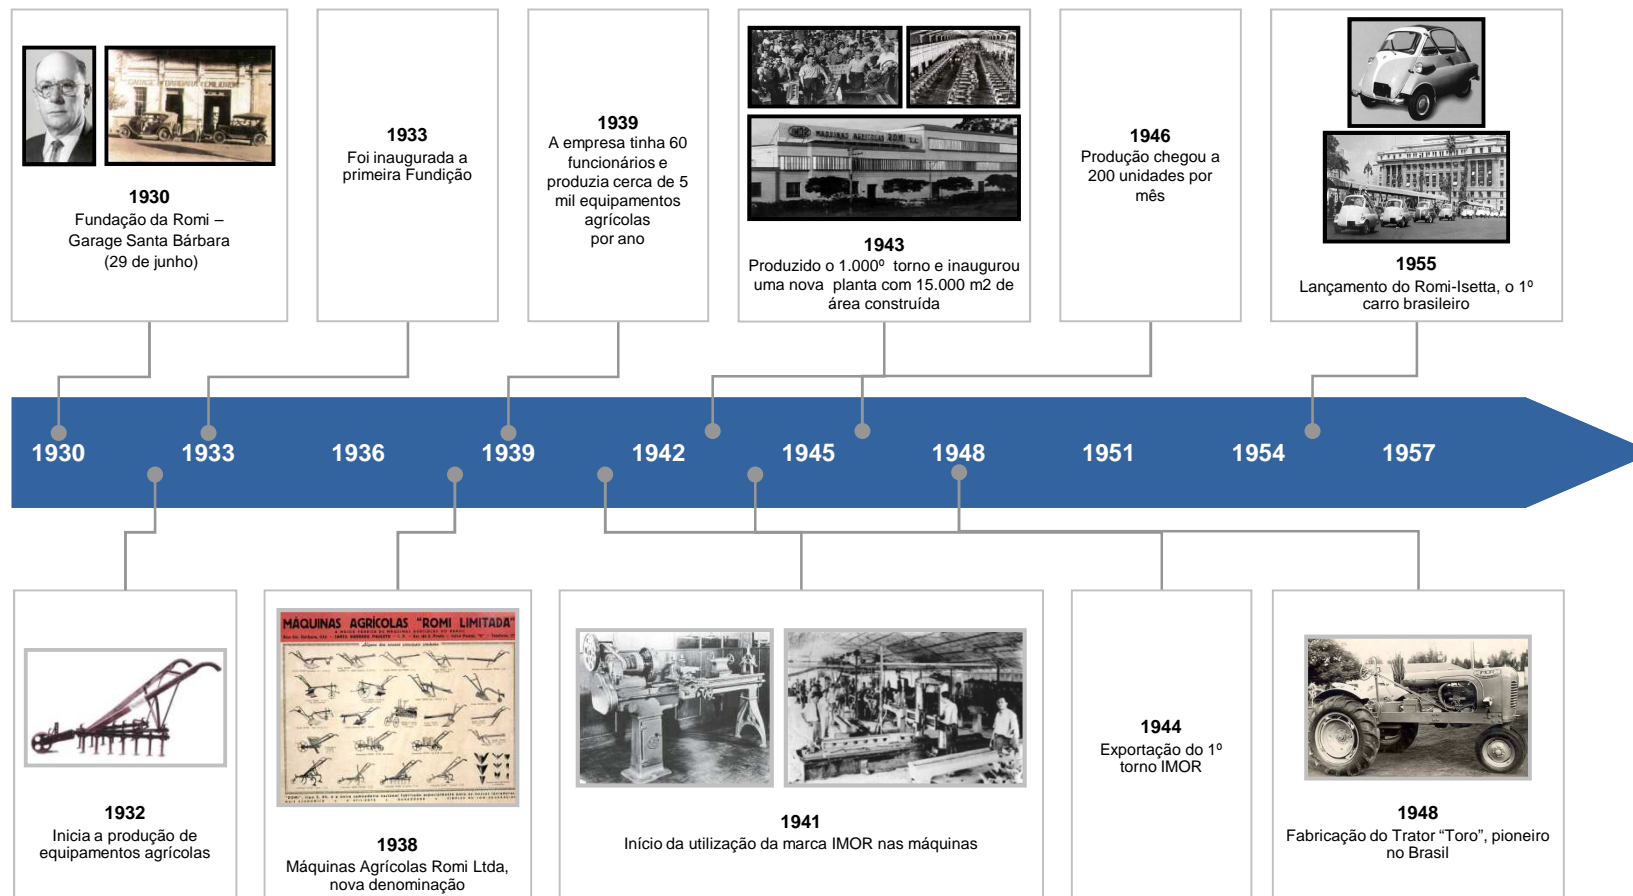 1930
Fundação da Romi –
Garage Santa Bárbara
(29 de junho)
1933
Foi inaugurada a
primeira Fundição
1939
A empresa tinha 60
funcionários e
produzia cerca de 5
mil equipamentos
agrícolas
por ano
MAQUINAS AGRICOLAS ROMI
1943
Produzido o 1.000º torno e inaugurou
uma nova planta com 15.000 m2 de
área construída
1946
Produção chegou a
200 unidades por
mês
1955
Lançamento do Romi-Isetta, o 1º
carro brasileiro
1930 1933 1936 1939 1942 1945 1948 1951 1954 1957
1932
Inicia a produção de
equipamentos agrícolas
MÁQUINAS AGRÍCOLAS "ROMI LIMITADA"
1938
Máquinas Agrícolas Romi Ltda,
nova denominação
1941
Início da utilização da marca IMOR nas máquinas
1944
Exportação do 1º
torno IMOR
1948
Fabricação do Trator “Toro”, pioneiro
no Brasil